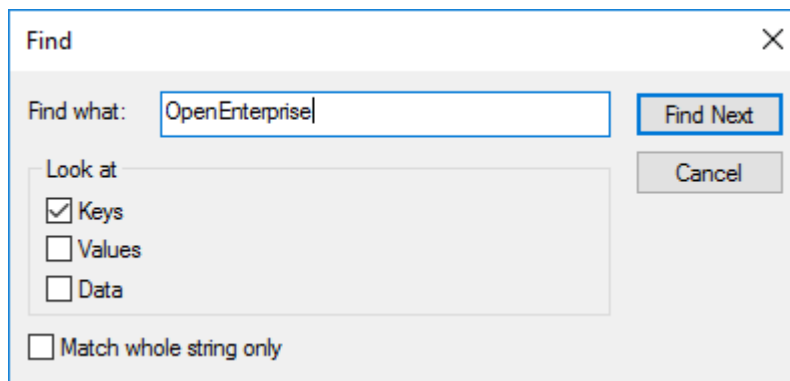 Find
Find what: OpenEnterprise
Find Next
Look at
Cancel
Keys
Values
Data
Match whole string only